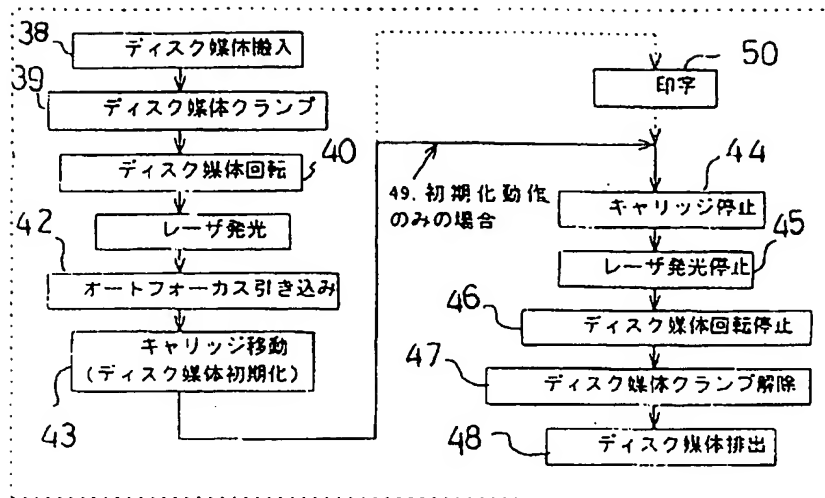 38
ディスク媒体搬入
39
ディスク媒体クランプ
40
ディスク媒体回転
レーザ発光
42
オートフォーカス引き込み
キャリッジ移動
(ディスク媒体初期化)
43
49.初期化動作
のみの場合
50
印字
44
キャリッジ停止
45
レーザ発光停止
46
ディスク媒体回転停止
47
ディスク媒体クランプ解除
48
ディスク媒体排出